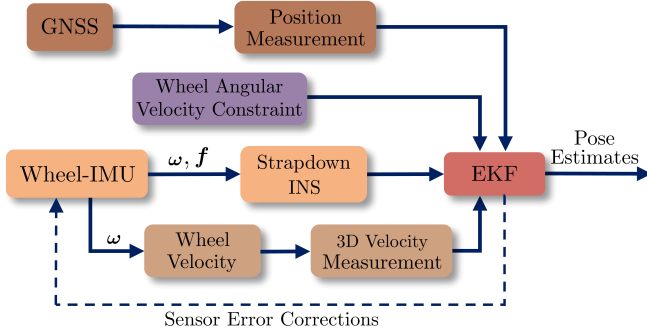 GNSS
Position
Measurement
Wheel Angular
Velocity Constraint
Wheel-IMU
ω, f
Strapdown
INS
EKF
Pose
Estimates
ω
Wheel
Velocity
3D Velocity
Measurement
Sensor Error Corrections